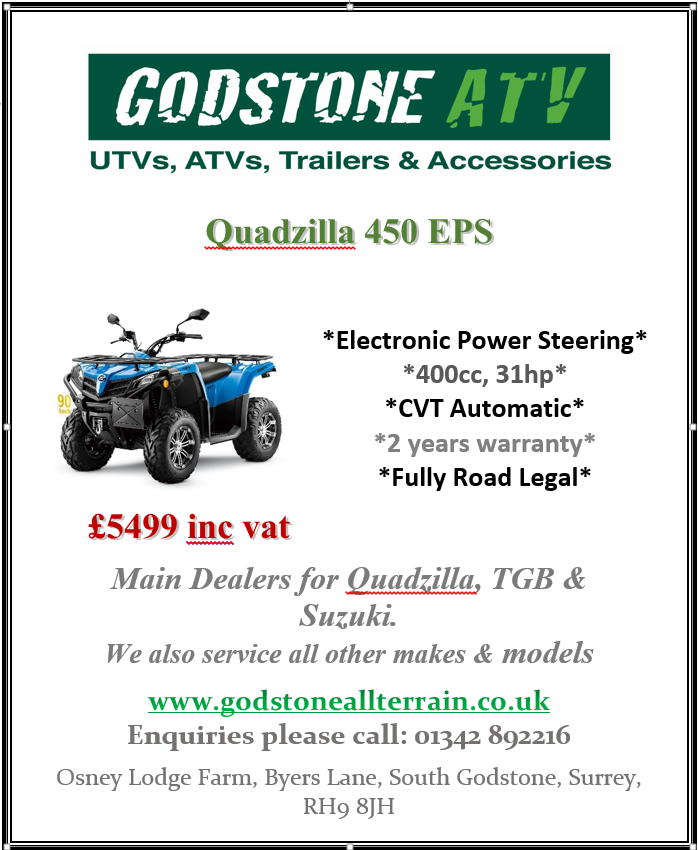 GODSTONE ATV
UTVs, ATVs, Trailers & Accessories
Quadzilla 450 EPS
*Electronic Power Steering*
*400cc, 31hp*
*CVT Automatic*
*2 years warranty*
*Fully Road Legal*
90
£5499 inc vat
Main Dealers for Quadzilla, TGB &
Suzuki.
We also service all other makes & models
www.godstoneallterrain.co.uk
Enquiries please call: 01342 892216
Osney Lodge Farm, Byers Lane, South Godstone, Surrey,
RH9 8JH